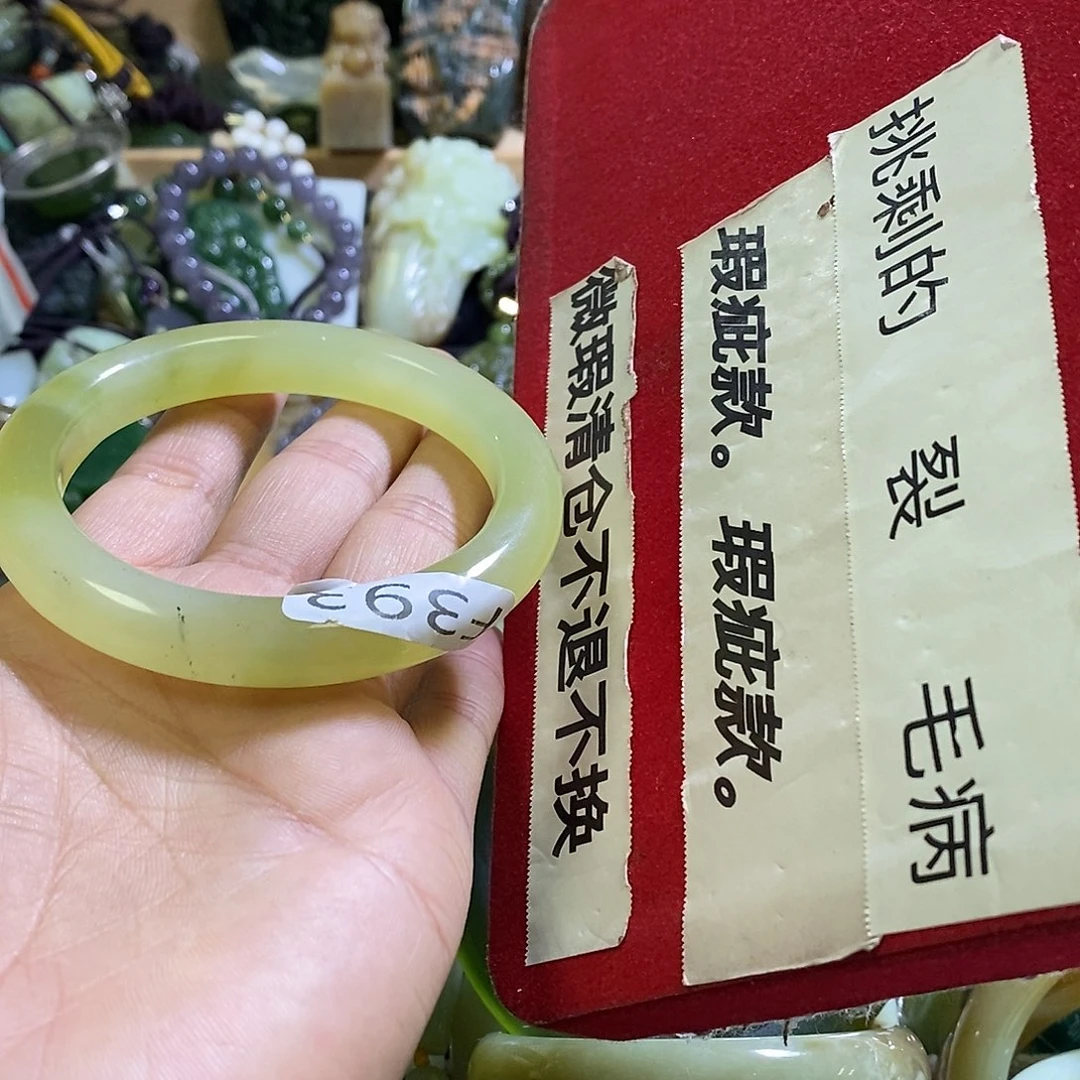 挑剩的 裂 毛病
瑕疵款。 瑕疵款。
微瑕清仓不退不换